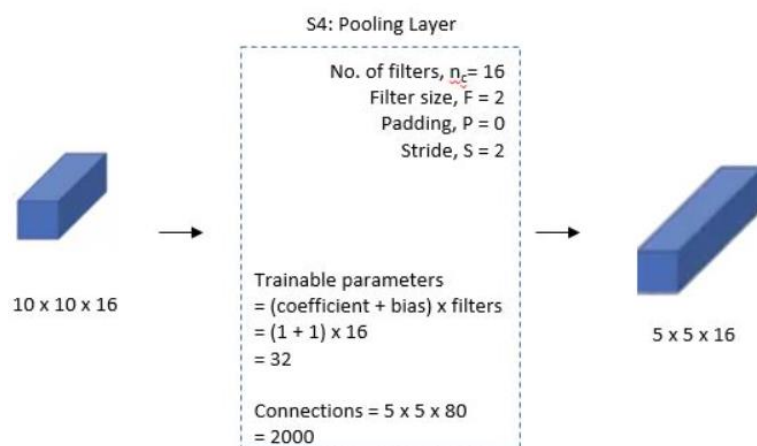 S4: Pooling Layer
No. of filters, nc= 16
Filter size, F = 2
Padding, P = 0
Stride, S = 2
10 x 10 x 16
Trainable parameters
= (coefficient + bias) x filters
= (1 + 1) x 16
= 32
Connections = 5 x 5 x 80
= 2000
5 x 5 x 16